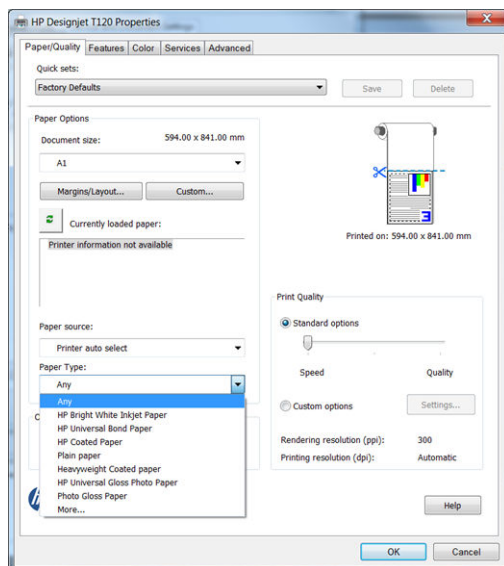 HP Designjet T120 Properties
Paper/Quality Features Color Services Advanced
Quick sets:
Factory Defaults
Save Delete
Paper Options
Document size: 594.00 x 841.00 mm
A1
Margins/Layout... Custom...
Currently loaded paper:
Printer information not available
Printed on: 594.00 x 841.00 mm
Paper source:
Printer auto select
Paper Type:
Any
Any
HP Bright White Inkjet Paper
HP Universal Bond Paper
HP Coated Paper
Plain paper
Heavyweight Coated paper
HP Universal Gloss Photo Paper
Photo Gloss Paper
More...
Print Quality
Standard options
Speed Quality
Custom options Settings...
Rendering resolution (ppi): 300
Printing resolution (dpi): Automatic
Help
OK Cancel